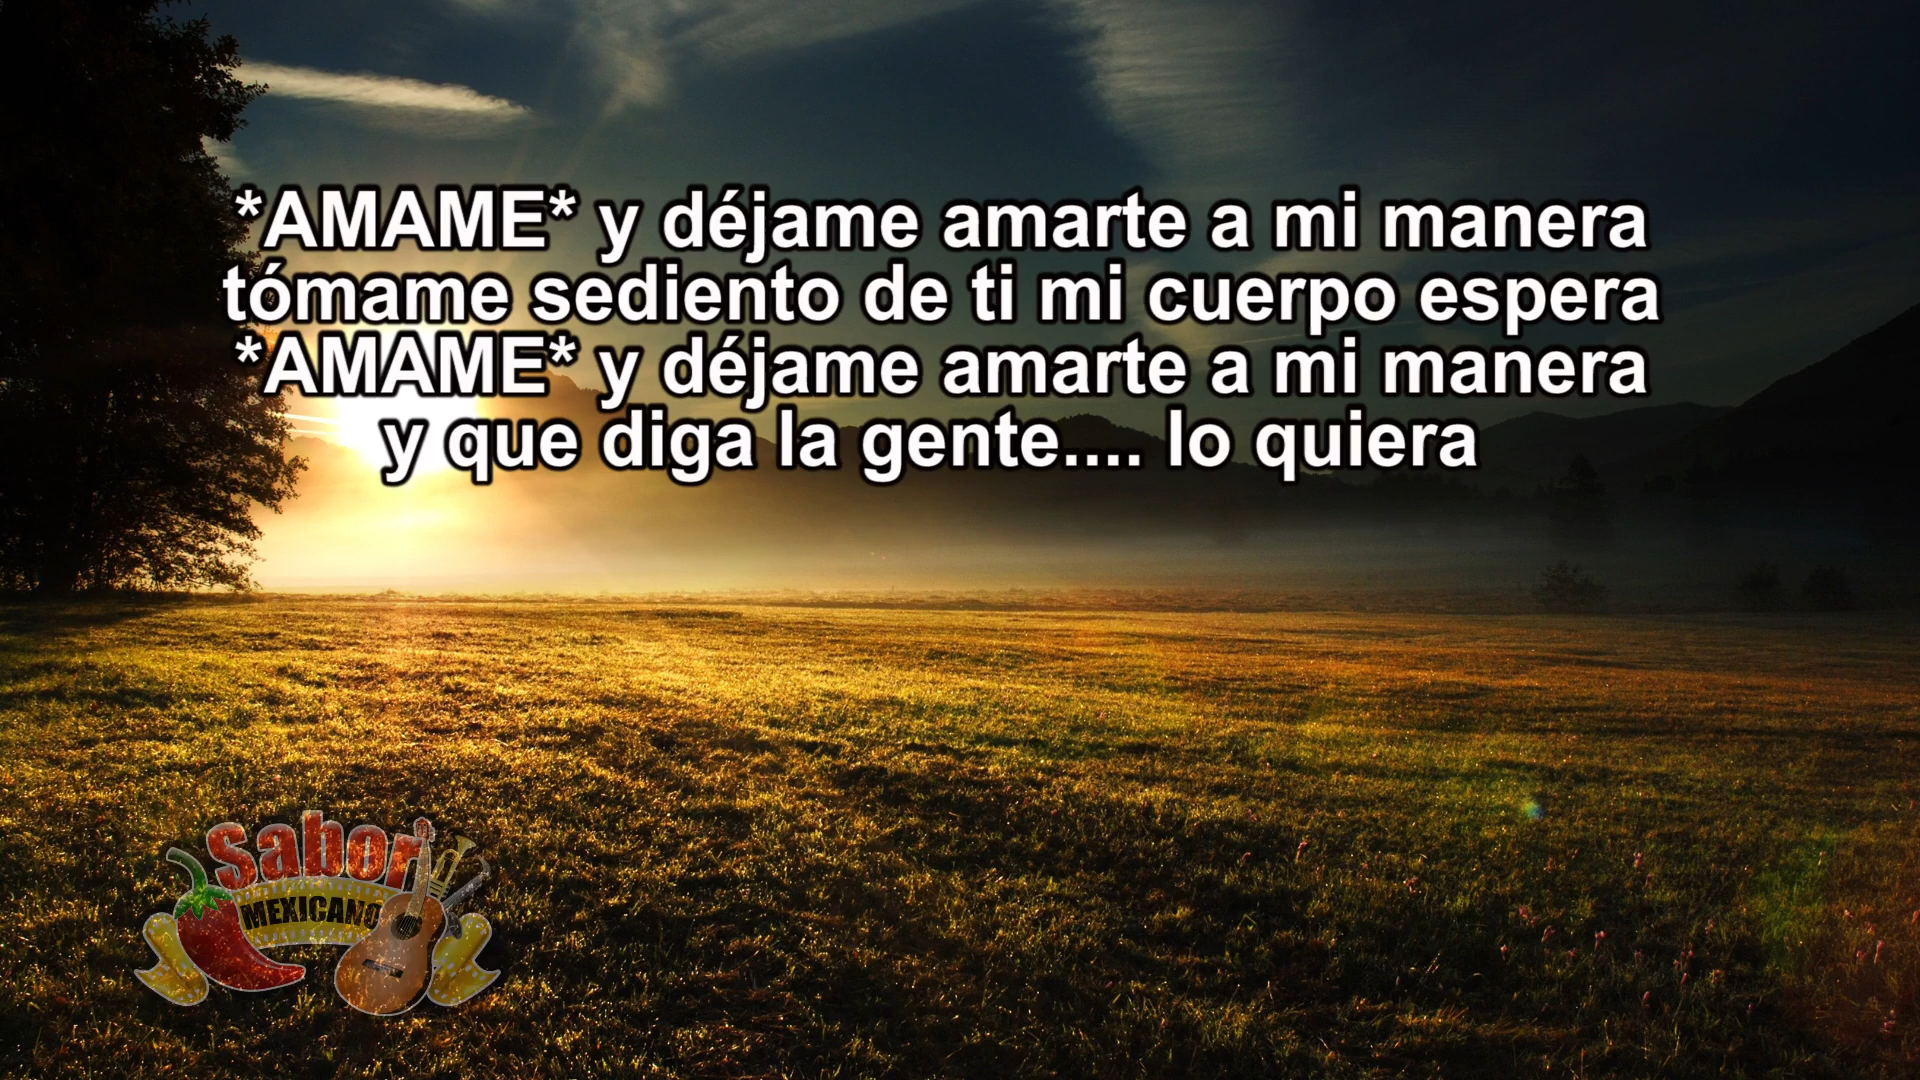 *AMAME* y déjame amarte a mi manera
tómame sediento de ti mi cuerpo espera
*AMAME* y déjame amarte a mi manera
y que diga la gente.... lo quiera
Sabor
MEXICANO